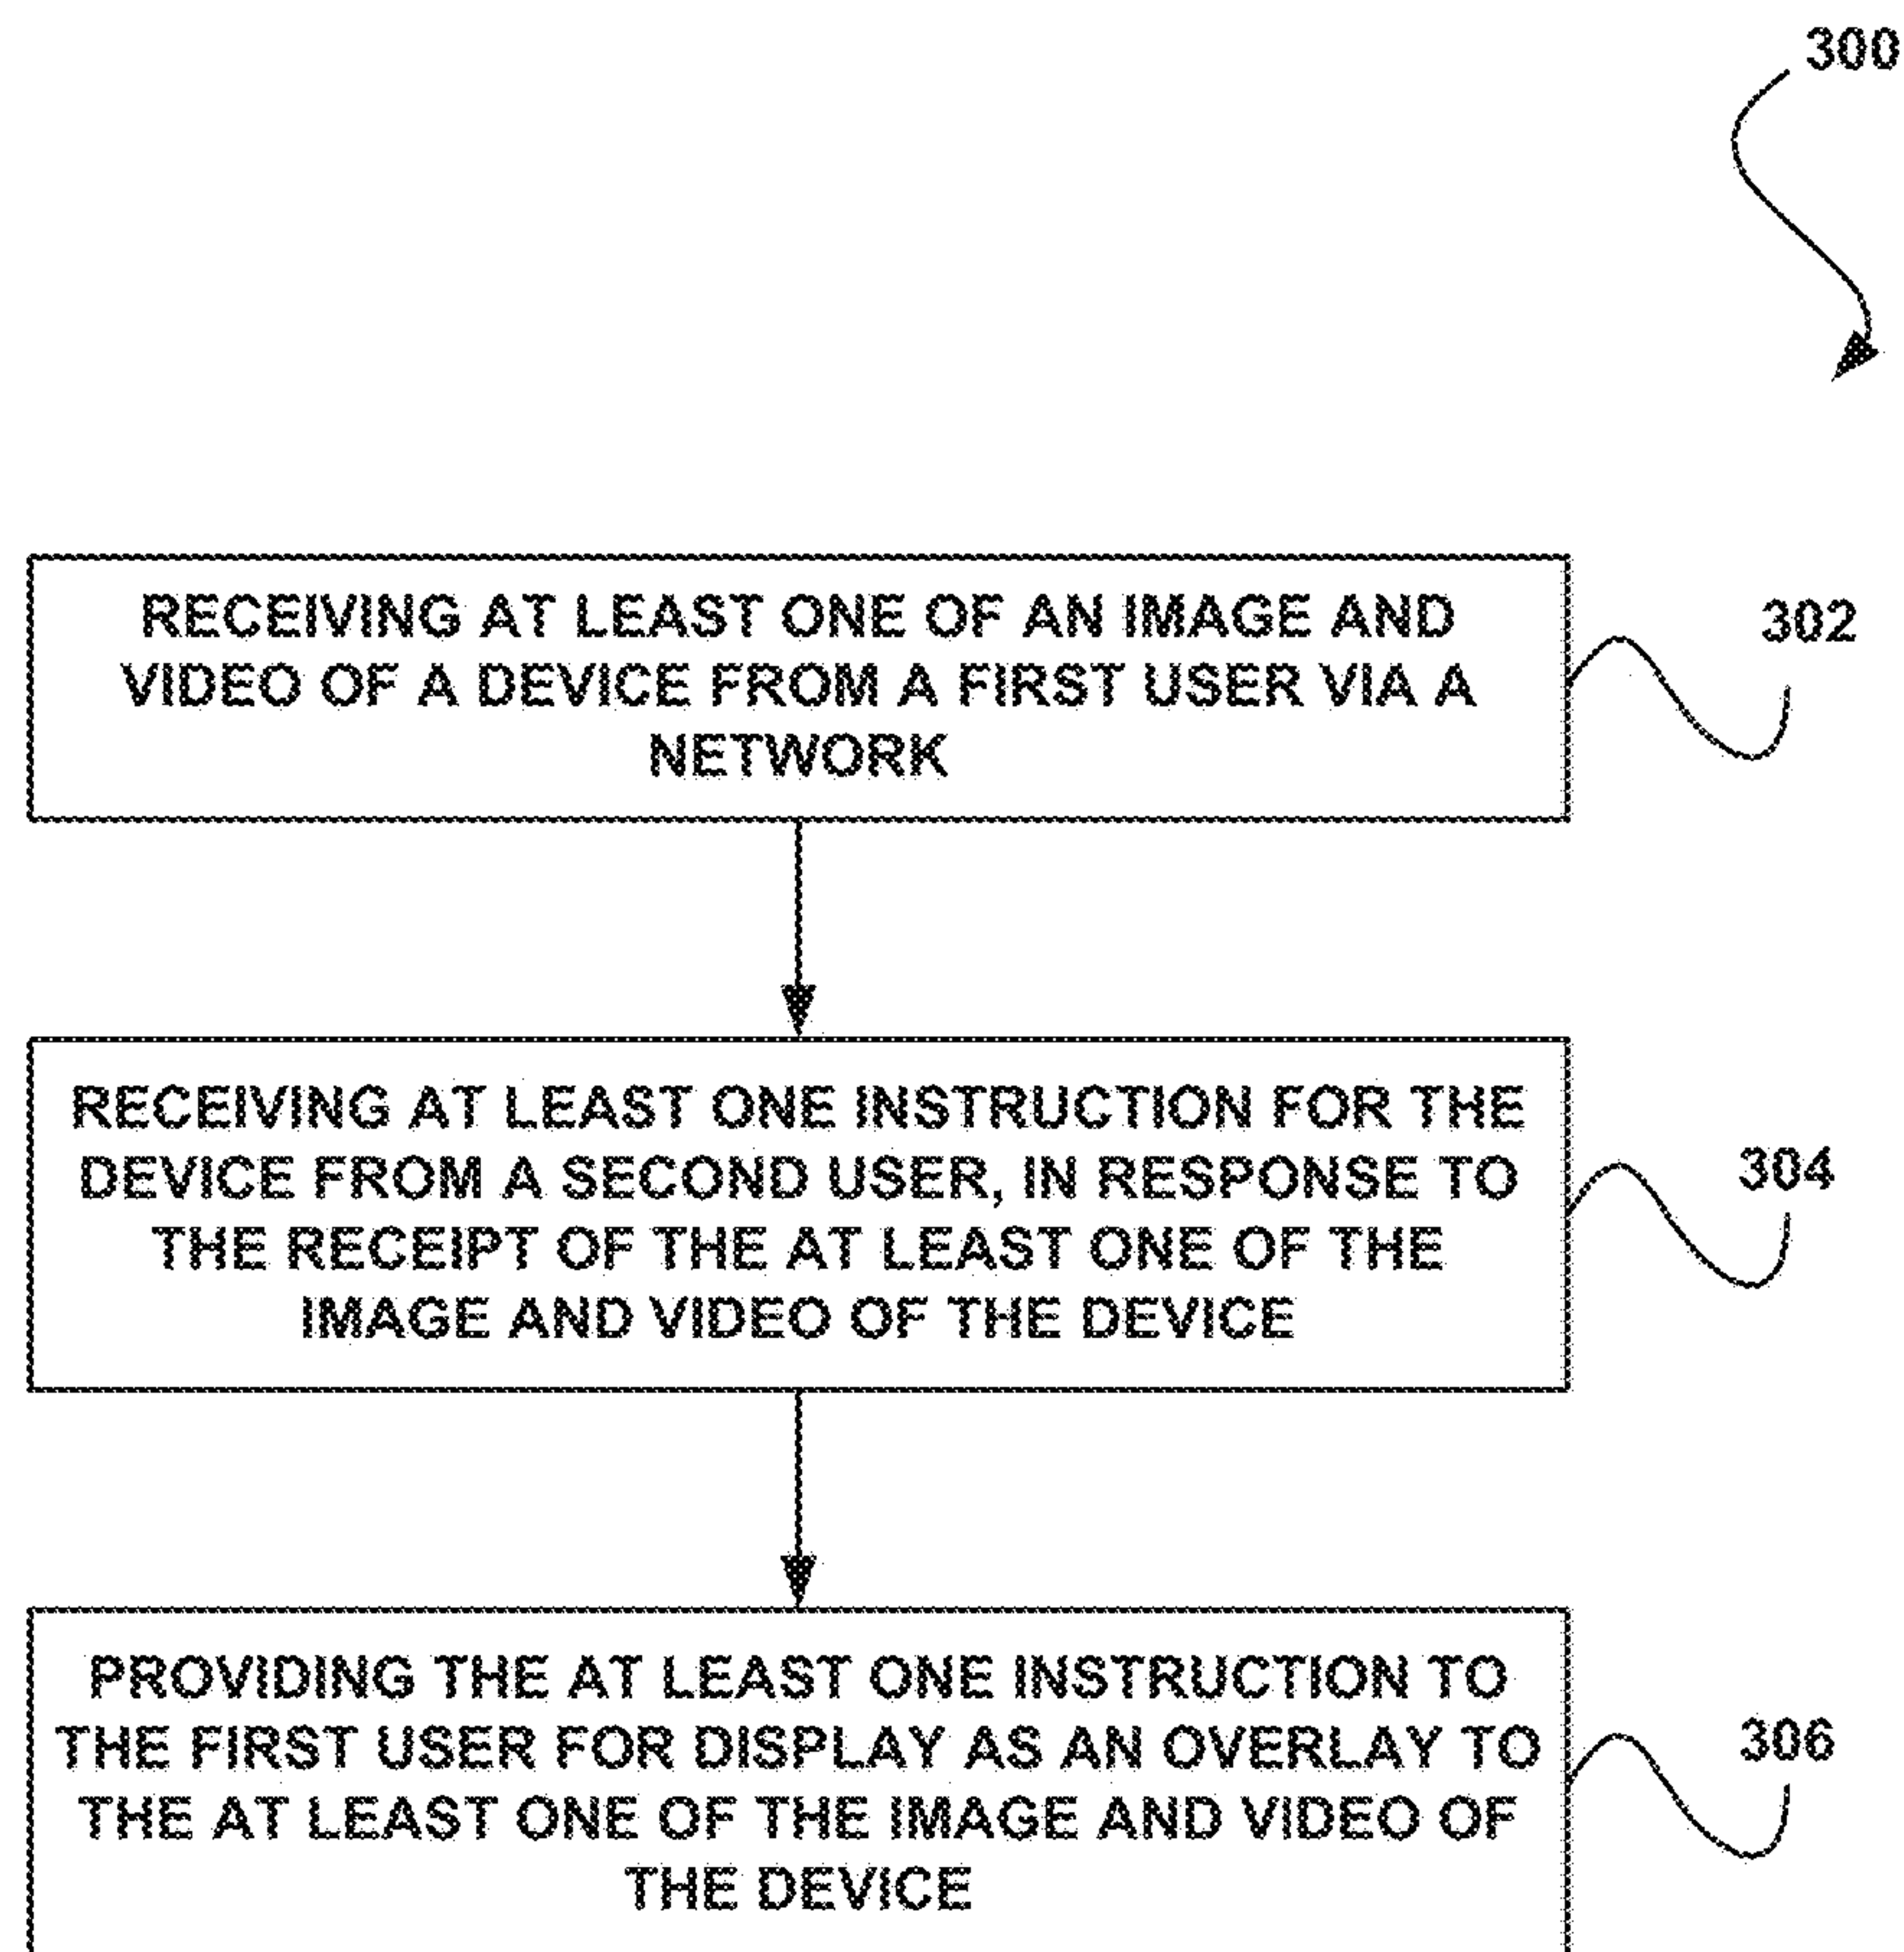 300
RECEIVING AT LEAST ONE OF AN IMAGE AND
VIDEO OF A DEVICE FROM A FIRST USER VIA A
NETWORK
302
RECEIVING AT LEAST ONE INSTRUCTION FOR THE
DEVICE FROM A SECOND USER, IN RESPONSE TO
THE RECEIPT OF THE AT LEAST ONE OF THE
IMAGE AND VIDEO OF THE DEVICE
304
PROVIDING THE AT LEAST ONE INSTRUCTION TO
THE FIRST USER FOR DISPLAY AS AN OVERLAY TO
THE AT LEAST ONE OF THE IMAGE AND VIDEO OF
THE DEVICE
306